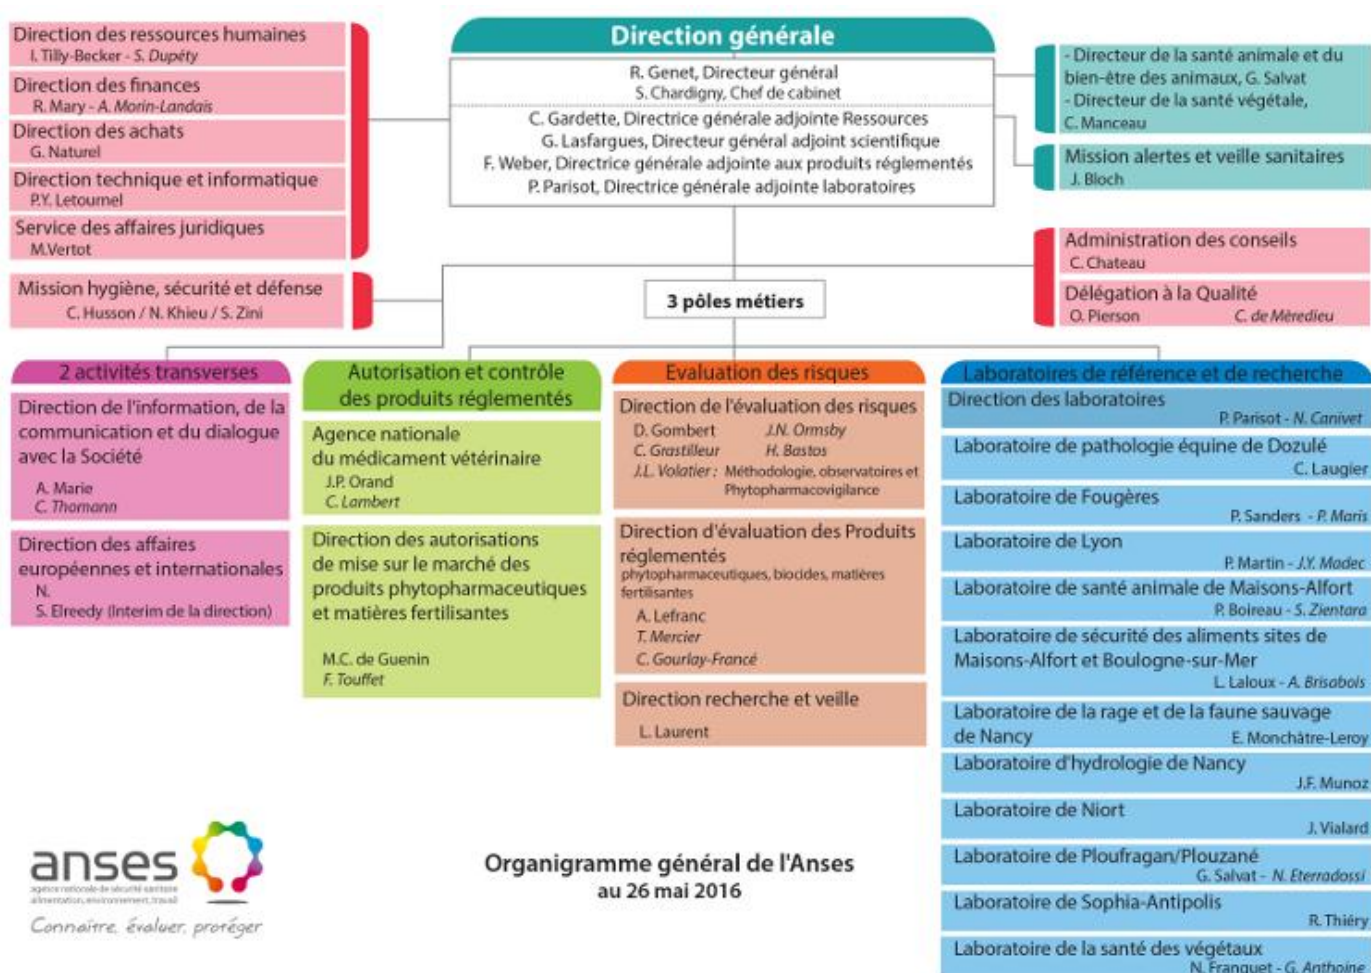 Direction des ressources humaines
I. Tilly-Becker - S. Dupéty
Direction des finances
R. Mary - A. Morin-Landais
Direction des achats
G. Naturel
Direction technique et informatique
P.Y. Letournel
Service des affaires juridiques
M.Vertot
Mission hygiène, sécurité et défense
C. Husson / N. Khieu / S. Zini
Direction générale
R. Genet, Directeur général
S. Chardigny, Chef de cabinet
C. Gardette, Directrice générale adjointe Ressources
G. Lasfargues, Directeur général adjoint scientifique
F. Weber, Directrice générale adjointe aux produits réglementés
P. Parisot, Directrice générale adjointe laboratoires
- Directeur de la santé animale et du
bien-être des animaux, G. Salvat
- Directeur de la santé végétale,
C. Manceau
Mission alertes et veille sanitaires
J. Bloch
Administration des conseils
C. Chateau
Délégation à la Qualité
O. Pierson C. de Mèredieu
3 pôles métiers
2 activités transverses
Direction de l'information, de la
communication et du dialogue
avec la Société
A. Marie
C. Thomann
Direction des affaires
européennes et internationales
N.
S. Elreedy (Interim de la direction)
Autorisation et contrôle
des produits réglementés
Agence nationale
du médicament vétérinaire
J.P. Orand
C. Lambert
Direction des autorisations
de mise sur le marché des
produits phytopharmaceutiques
et matières fertilisantes
M.C. de Guenin
F. Touffet
Evaluation des risques
Direction de l'évaluation des risques
D. Gombert J.N. Ormsby
C. Grastilleur H. Bastos
J.L. Volatier : Méthodologie, observatoires et
Phytopharmacovigilance
Direction d'évaluation des Produits
réglementés
phytopharmaceutiques, biocides, matières
fertilisantes
A. Lefranc
T. Mercier
C. Gourlay-Francé
Direction recherche et veille
L. Laurent
Laboratoires de référence et de recherche
Direction des laboratoires
P. Parisot - N. Canivet
Laboratoire de pathologie équine de Dozulé
C. Laugier
Laboratoire de Fougères
P. Sanders - P. Maris
Laboratoire de Lyon
P. Martin - J.Y. Madec
Laboratoire de santé animale de Maisons-Alfort
P. Boireau - S. Zientara
Laboratoire de sécurité des aliments sites de
Maisons-Alfort et Boulogne-sur-Mer
L. Laloux - A. Brisabois
Laboratoire de la rage et de la faune sauvage
de Nancy E. Monchâtre-Leroy
Laboratoire d'hydrologie de Nancy
J.F. Munoz
Laboratoire de Niort
J. Vialard
Laboratoire de Ploufragan/Plouzané
G. Salvat - N. Eterradossi
Laboratoire de Sophia-Antipolis
R. Thiéry
Laboratoire de la santé des végétaux
N. Franquet - G. Anthoine
anses
agence nationale de sécurité sanitaire
alimentation, environnement, travail
Connaître, évaluer, protéger
Organigramme général de l'Anses
au 26 mai 2016